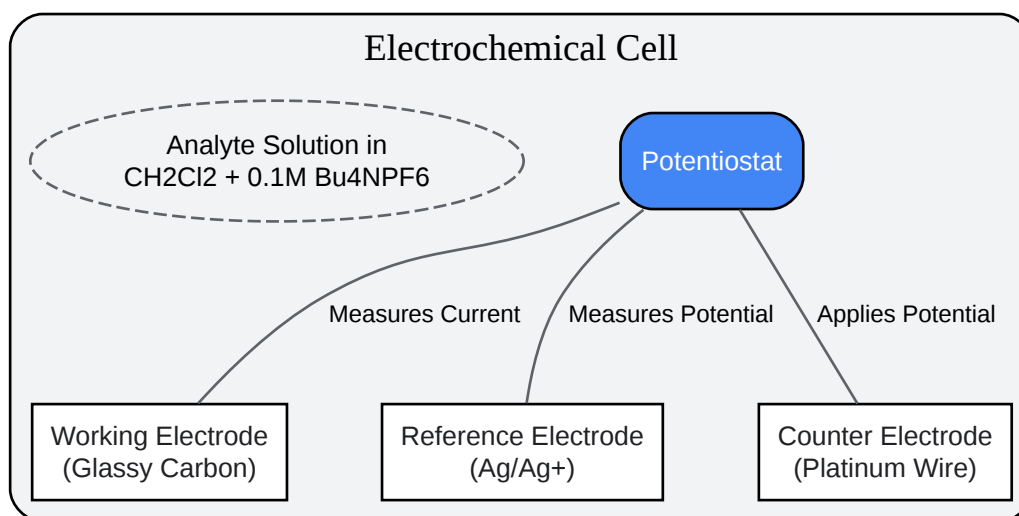 Electrochemical Cell
Analyte Solution in
CH2Cl2 + 0.1M Bu4NPF6
Potentiostat
Measures Current
Measures Potential
Applies Potential
Working Electrode
(Glassy Carbon)
Reference Electrode
(Ag/Ag+)
Counter Electrode
(Platinum Wire)